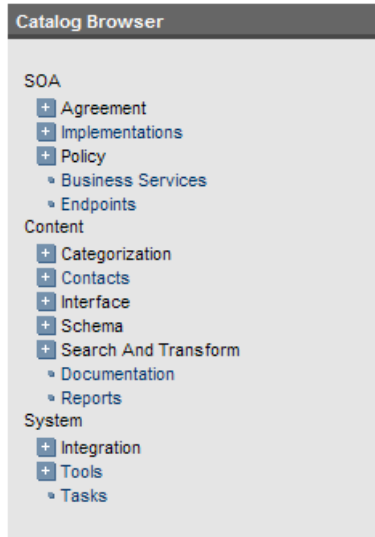 Catalog Browser
SOA
Agreement
Implementations
Policy
Business Services
Endpoints
Content
Categorization
Contacts
Interface
Schema
Search And Transform
Documentation
Reports
System
Integration
Tools
Tasks